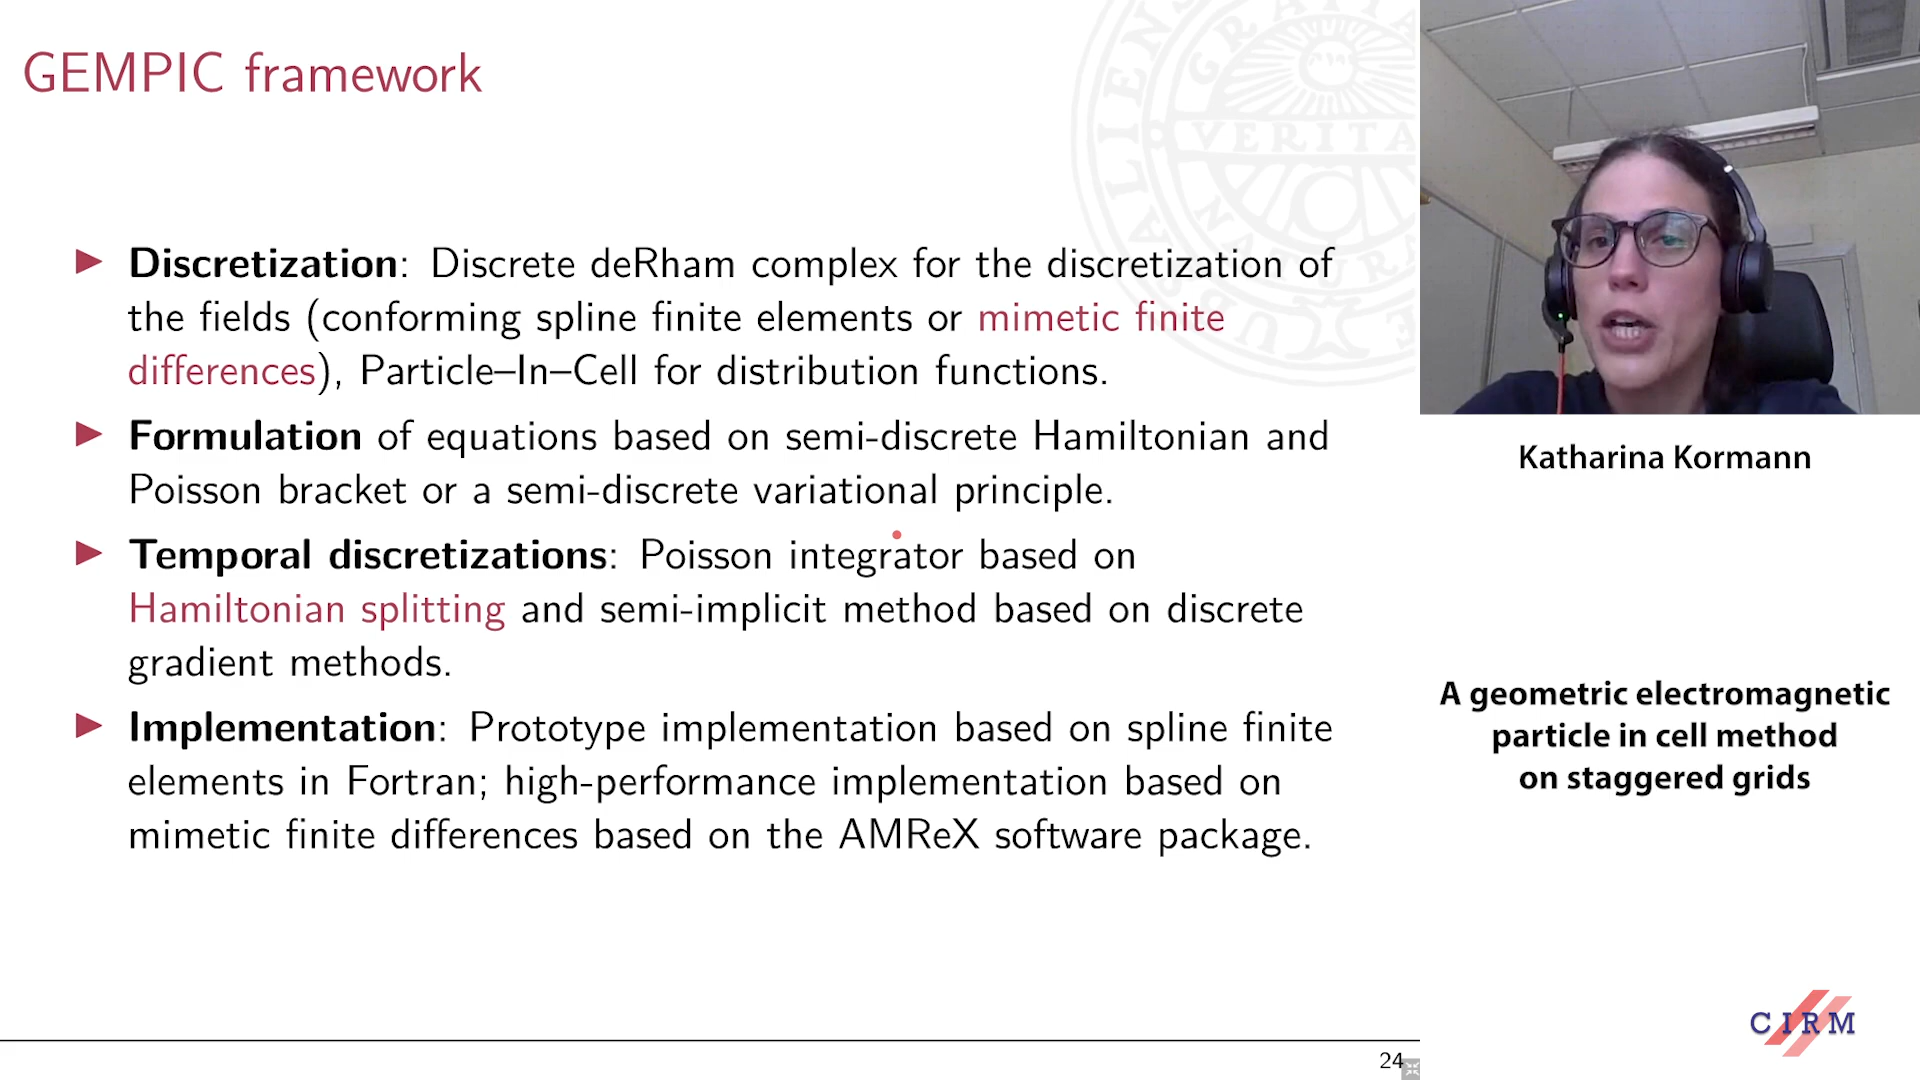 GEMPIC framework
▶ Discretization: Discrete deRham complex for the discretization of
the fields (conforming spline finite elements or mimetic finite
differences), Particle–In–Cell for distribution functions.
▶ Formulation of equations based on semi-discrete Hamiltonian and
Poisson bracket or a semi-discrete variational principle.
▶ Temporal discretizations: Poisson integrator based on
Hamiltonian splitting and semi-implicit method based on discrete
gradient methods.
▶ Implementation: Prototype implementation based on spline finite
elements in Fortran; high-performance implementation based on
mimetic finite differences based on the AMReX software package.
24
VERITA
Katharina Kormann
A geometric electromagnetic
particle in cell method
on staggered grids
CIRM